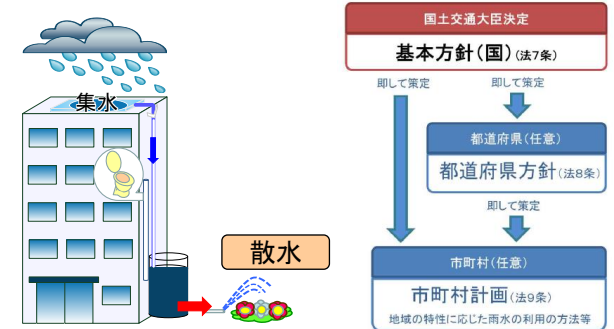 集水
散水
国土交通大臣決定
基本方針(国)(法7条)
即して策定
即して策定
都道府県(任意)
都道府県方針(法8条)
即して策定
市町村(任意)
市町村計画(法9条)
地域の特性に応じた雨水の利用の方法等